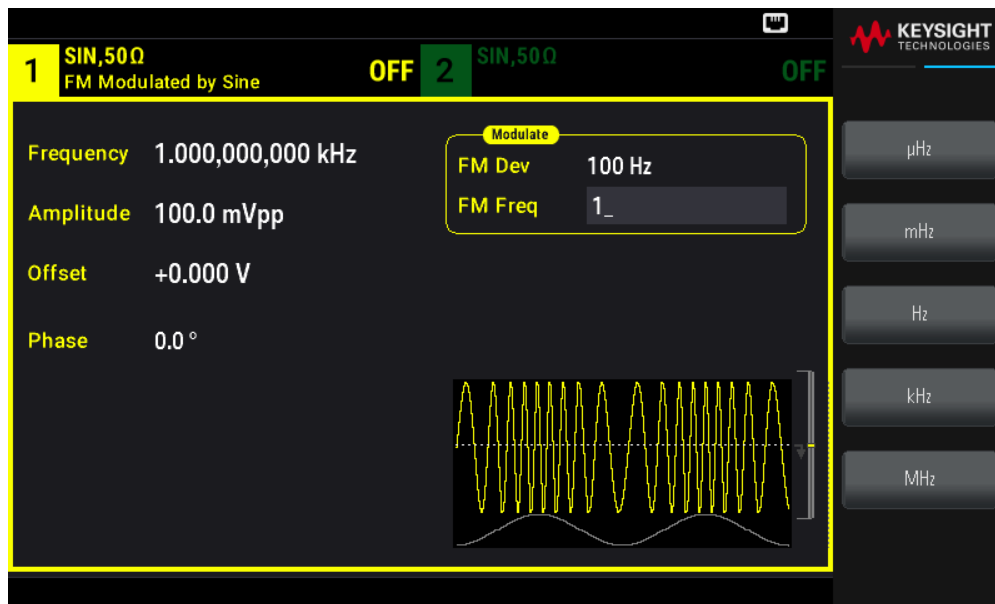 KEYSIGHT
TECHNOLOGIES
1 SIN,50Ω OFF
FM Modulated by Sine
2 SIN,50Ω OFF
Frequency 1.000,000,000 kHz
Amplitude 100.0 mVpp
Offset +0.000 V
Phase 0.0 °
Modulate
FM Dev 100 Hz
FM Freq 1_
µHz
mHz
Hz
kHz
MHz